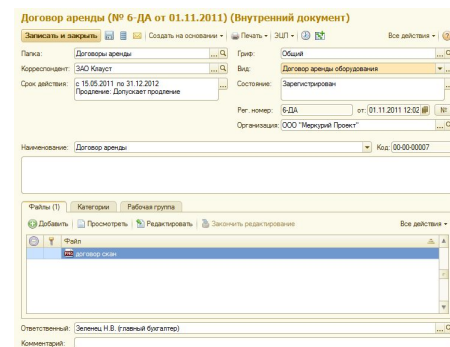 Договор аренды (№ 6-ДА от 01.11.2011) (Внутренний документ)
Записать и закрыть Создать на основании Печать ЭЦП Все действия
Папка: Договоры аренды Гриф: Общий
Корреспондент: ЗАО Клауст Вид: Договор аренды оборудования
Срок действия: с 15.05.2011 по 31.12.2012 Состояние: Зарегистрирован
Продление: Допускает продление
Рег. номер: 6-ДА от: 01.11.2011 12:02 №
Организация: ООО "Меркурий Проект"
Наименование: Договор аренды Код: 00-00-00007
Файлы (1) Категории Рабочая группа
Добавить Просмотреть Редактировать Закончить редактирование Все действия
Файл
договор скан
Ответственный: Зеленец Н.В. (главный бухгалтер)
Комментарий: